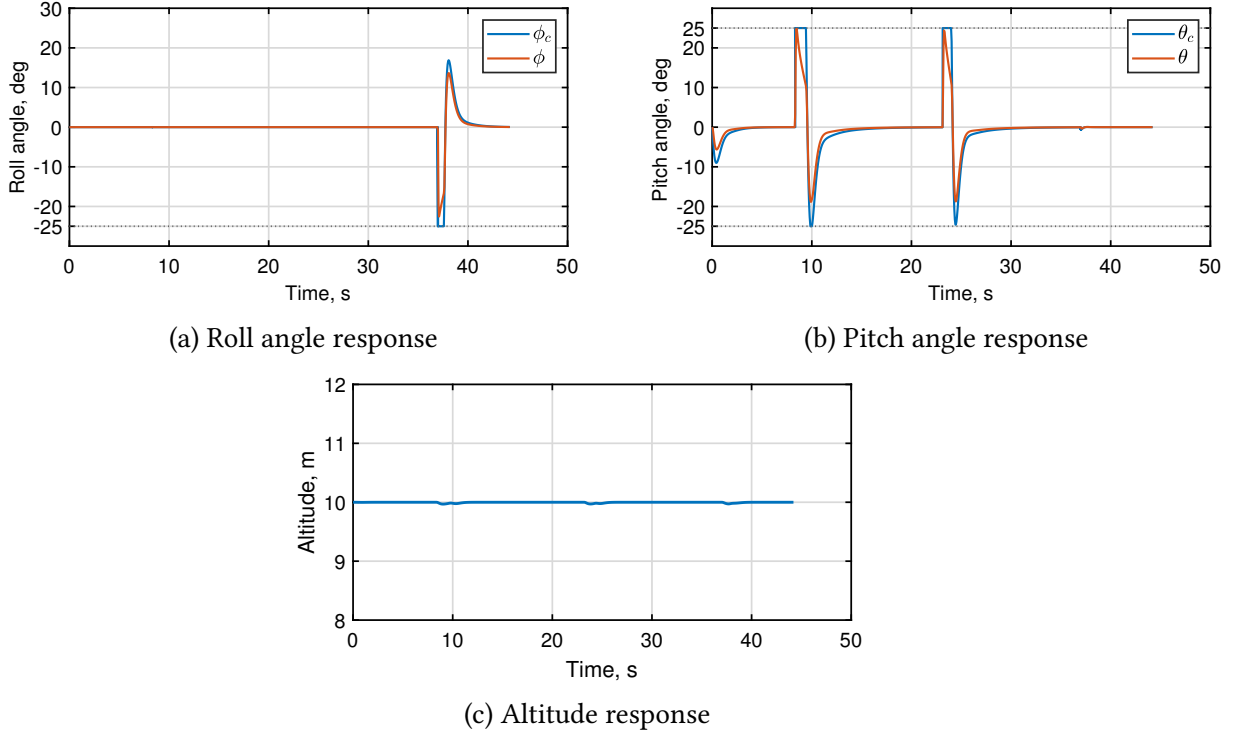 30
20
10
0
-10
-20
-25
0 10 20 30 40 50
Roll angle, deg
Time, s
ϕc
ϕ
(a) Roll angle response
25
20
10
0
-10
-20
-25
0 10 20 30 40 50
Pitch angle, deg
Time, s
θc
θ
(b) Pitch angle response
12
11
10
9
8
0 10 20 30 40 50
Altitude, m
Time, s
(c) Altitude response